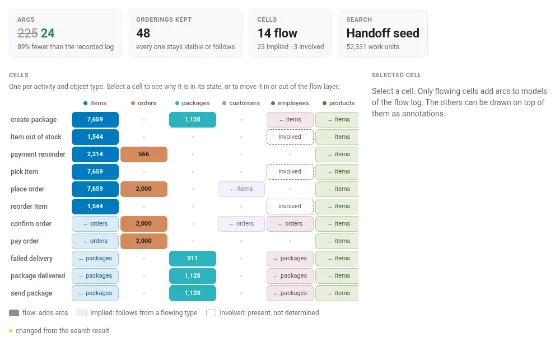 ARCS
225 24
89% fewer than the recorded log
ORDERINGS KEPT
48
every one stays visible or follows
CELLS
14 flow
23 implied · 3 involved
SEARCH
Handoff seed
52,331 work units
CELLS
One per activity and object type. Select a cell to see why it is in its state, or to move it in or out of the flow layer.
SELECTED CELL
Select a cell. Only flowing cells add arcs to models
of the flow log. The others can be drawn on top of
them as annotations.
items orders packages customers employees products
create package 7,659 - 1,128 - ← items ← items
item out of stock 1,544 - - - involved ← items
payment reminder 2,214 566 - - - ← items
pick item 7,659 - - - involved ← items
place order 7,659 2,000 - ← items - ← items
reorder item 1,544 - - - involved ← items
confirm order ← orders 2,000 - ← orders ← orders ← items
pay order ← orders 2,000 - - - ← items
failed delivery ← packages - 311 - ← packages ← items
package delivered ← packages - 1,128 - ← packages ← items
send package ← packages - 1,128 - ← packages ← items
flow: adds arcs implied: follows from a flowing type involved: present, not determined
changed from the search result